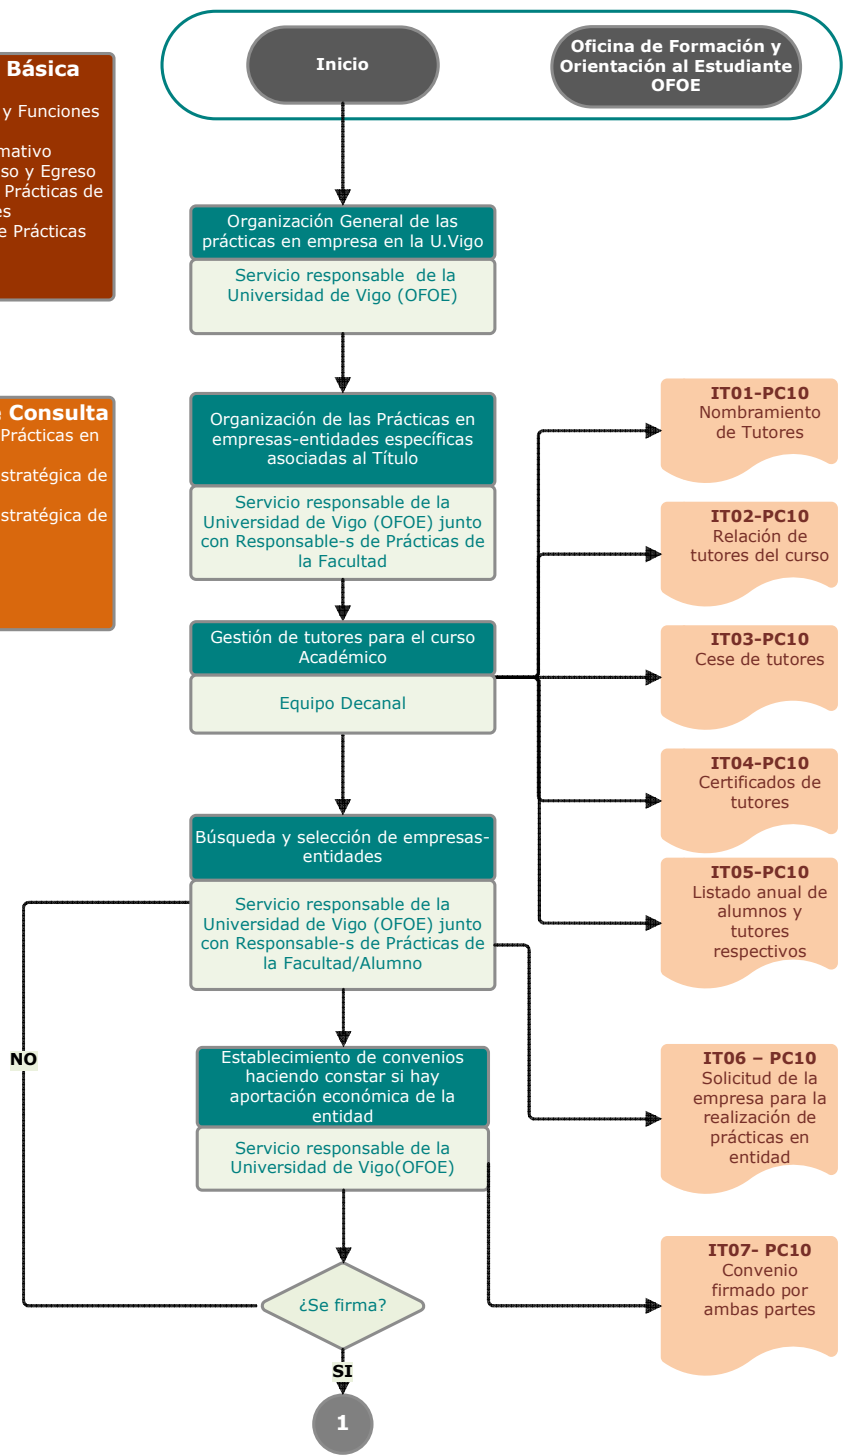 Inicio
Oficina de Formación y
Orientación al Estudiante
OFOE
Básica
y Funciones
so y Egreso
Prácticas de
e Prácticas
Organización General de las
prácticas en empresa en la U.Vigo
Servicio responsable de la
Universidad de Vigo (OFOE)
Consulta
Prácticas en
stratégica de
stratégica de
Organización de las Prácticas en
empresas-entidades específicas
asociadas al Título
Servicio responsable de la
Universidad de Vigo (OFOE) junto
con Responsable-s de Prácticas de
la Facultad
Gestión de tutores para el curso
Académico
Equipo Decanal
Búsqueda y selección de empresas-
entidades
Servicio responsable de la
Universidad de Vigo (OFOE) junto
con Responsable-s de Prácticas de
la Facultad/Alumno
NO
Establecimiento de convenios
haciendo constar si hay
aportación económica de la
entidad
Servicio responsable de la
Universidad de Vigo(OFOE)
¿Se firma?
SI
1
IT01-PC10
Nombramiento
de Tutores
IT02-PC10
Relación de
tutores del curso
IT03-PC10
Cese de tutores
IT04-PC10
Certificados de
tutores
IT05-PC10
Listado anual de
alumnos y
tutores
respectivos
IT06 – PC10
Solicitud de la
empresa para la
realización de
prácticas en
entidad
IT07- PC10
Convenio
firmado por
ambas partes